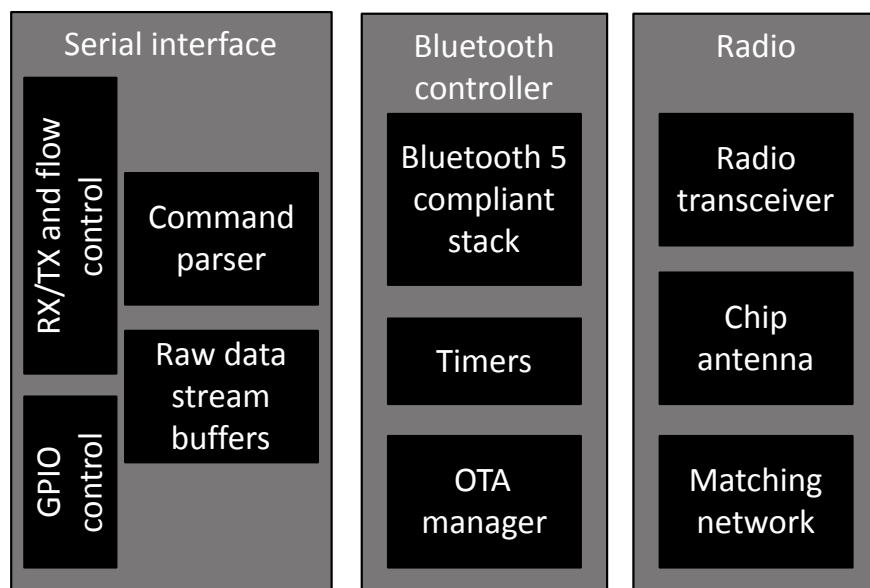 Serial interface
RX/TX and flow
control
Command
parser
Raw data
stream
buffers
GPIO
control
Bluetooth
controller
Bluetooth 5
compliant
stack
Timers
OTA
manager
Radio
Radio
transceiver
Chip
antenna
Matching
network